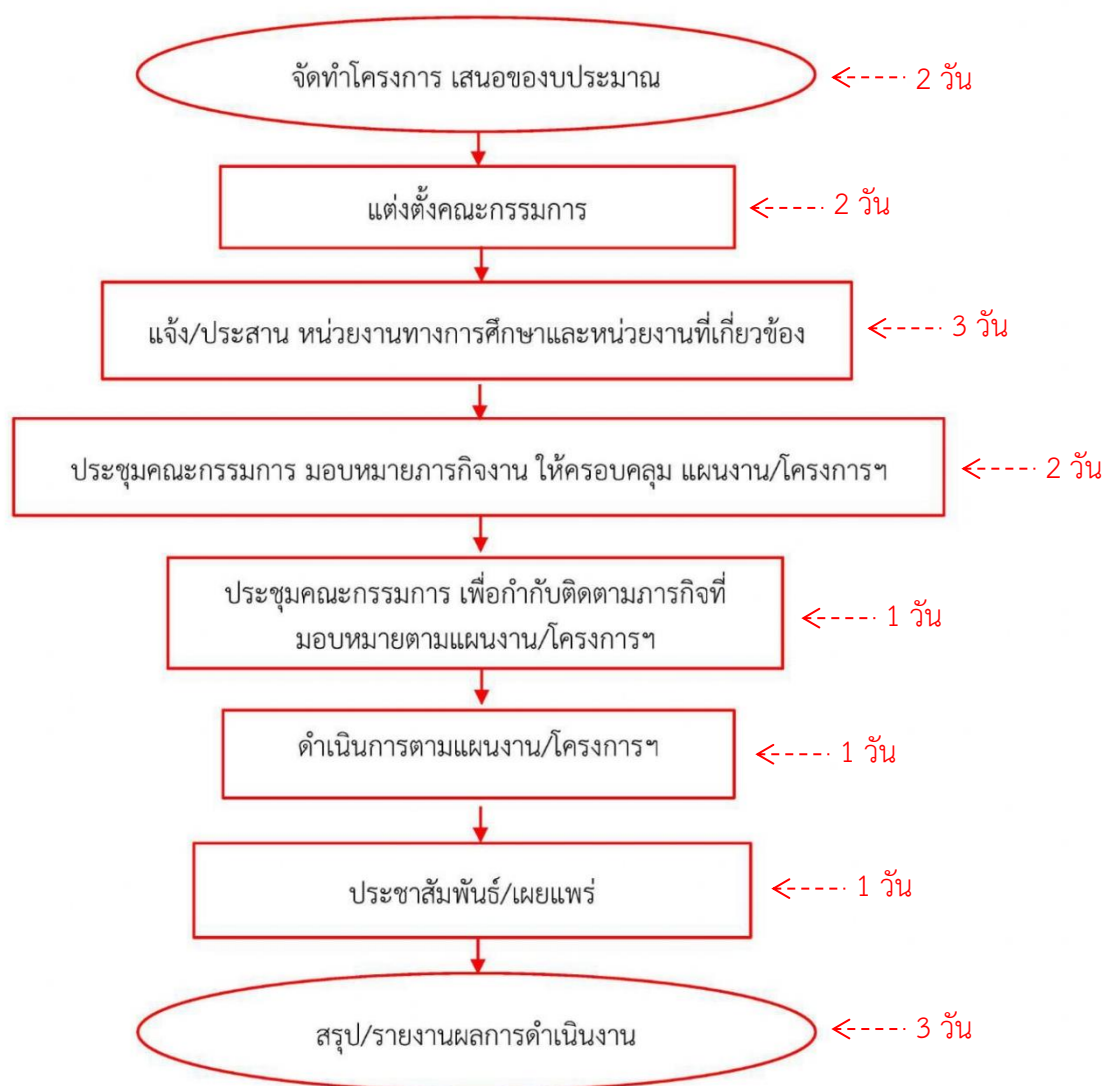 จัดทำโครงการ เสนอของบประมาณ
2 วัน
แต่งตั้งคณะกรรมการ
2 วัน
แจ้ง/ประสาน หน่วยงานทางการศึกษาและหน่วยงานที่เกี่ยวข้อง
3 วัน
ประชุมคณะกรรมการ มอบหมายภารกิจงาน ให้ครอบคลุม แผนงาน/โครงการฯ
2 วัน
ประชุมคณะกรรมการ เพื่อกำกับติดตามภารกิจที่
มอบหมายตามแผนงาน/โครงการฯ
1 วัน
ดำเนินการตามแผนงาน/โครงการฯ
1 วัน
ประชาสัมพันธ์/เผยแพร่
1 วัน
สรุป/รายงานผลการดำเนินงาน
3 วัน